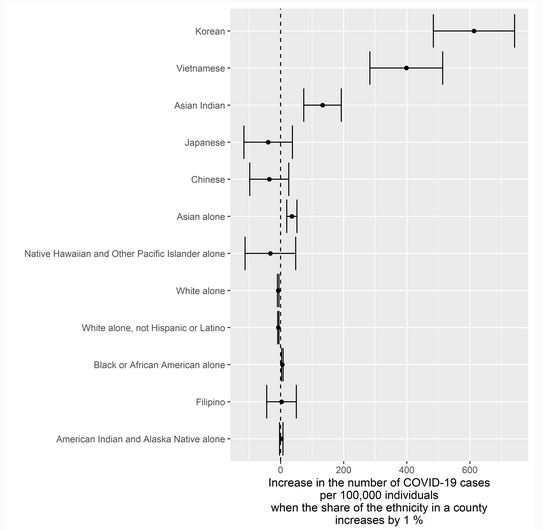 Korean
Vietnamese
Asian Indian
Japanese
Chinese
Asian alone
Native Hawaiian and Other Pacific Islander alone
White alone
White alone, not Hispanic or Latino
Black or African American alone
Filipino
American Indian and Alaska Native alone
0 200 400 600
Increase in the number of COVID-19 cases
per 100,000 individuals
when the share of the ethnicity in a county
increases by 1 %